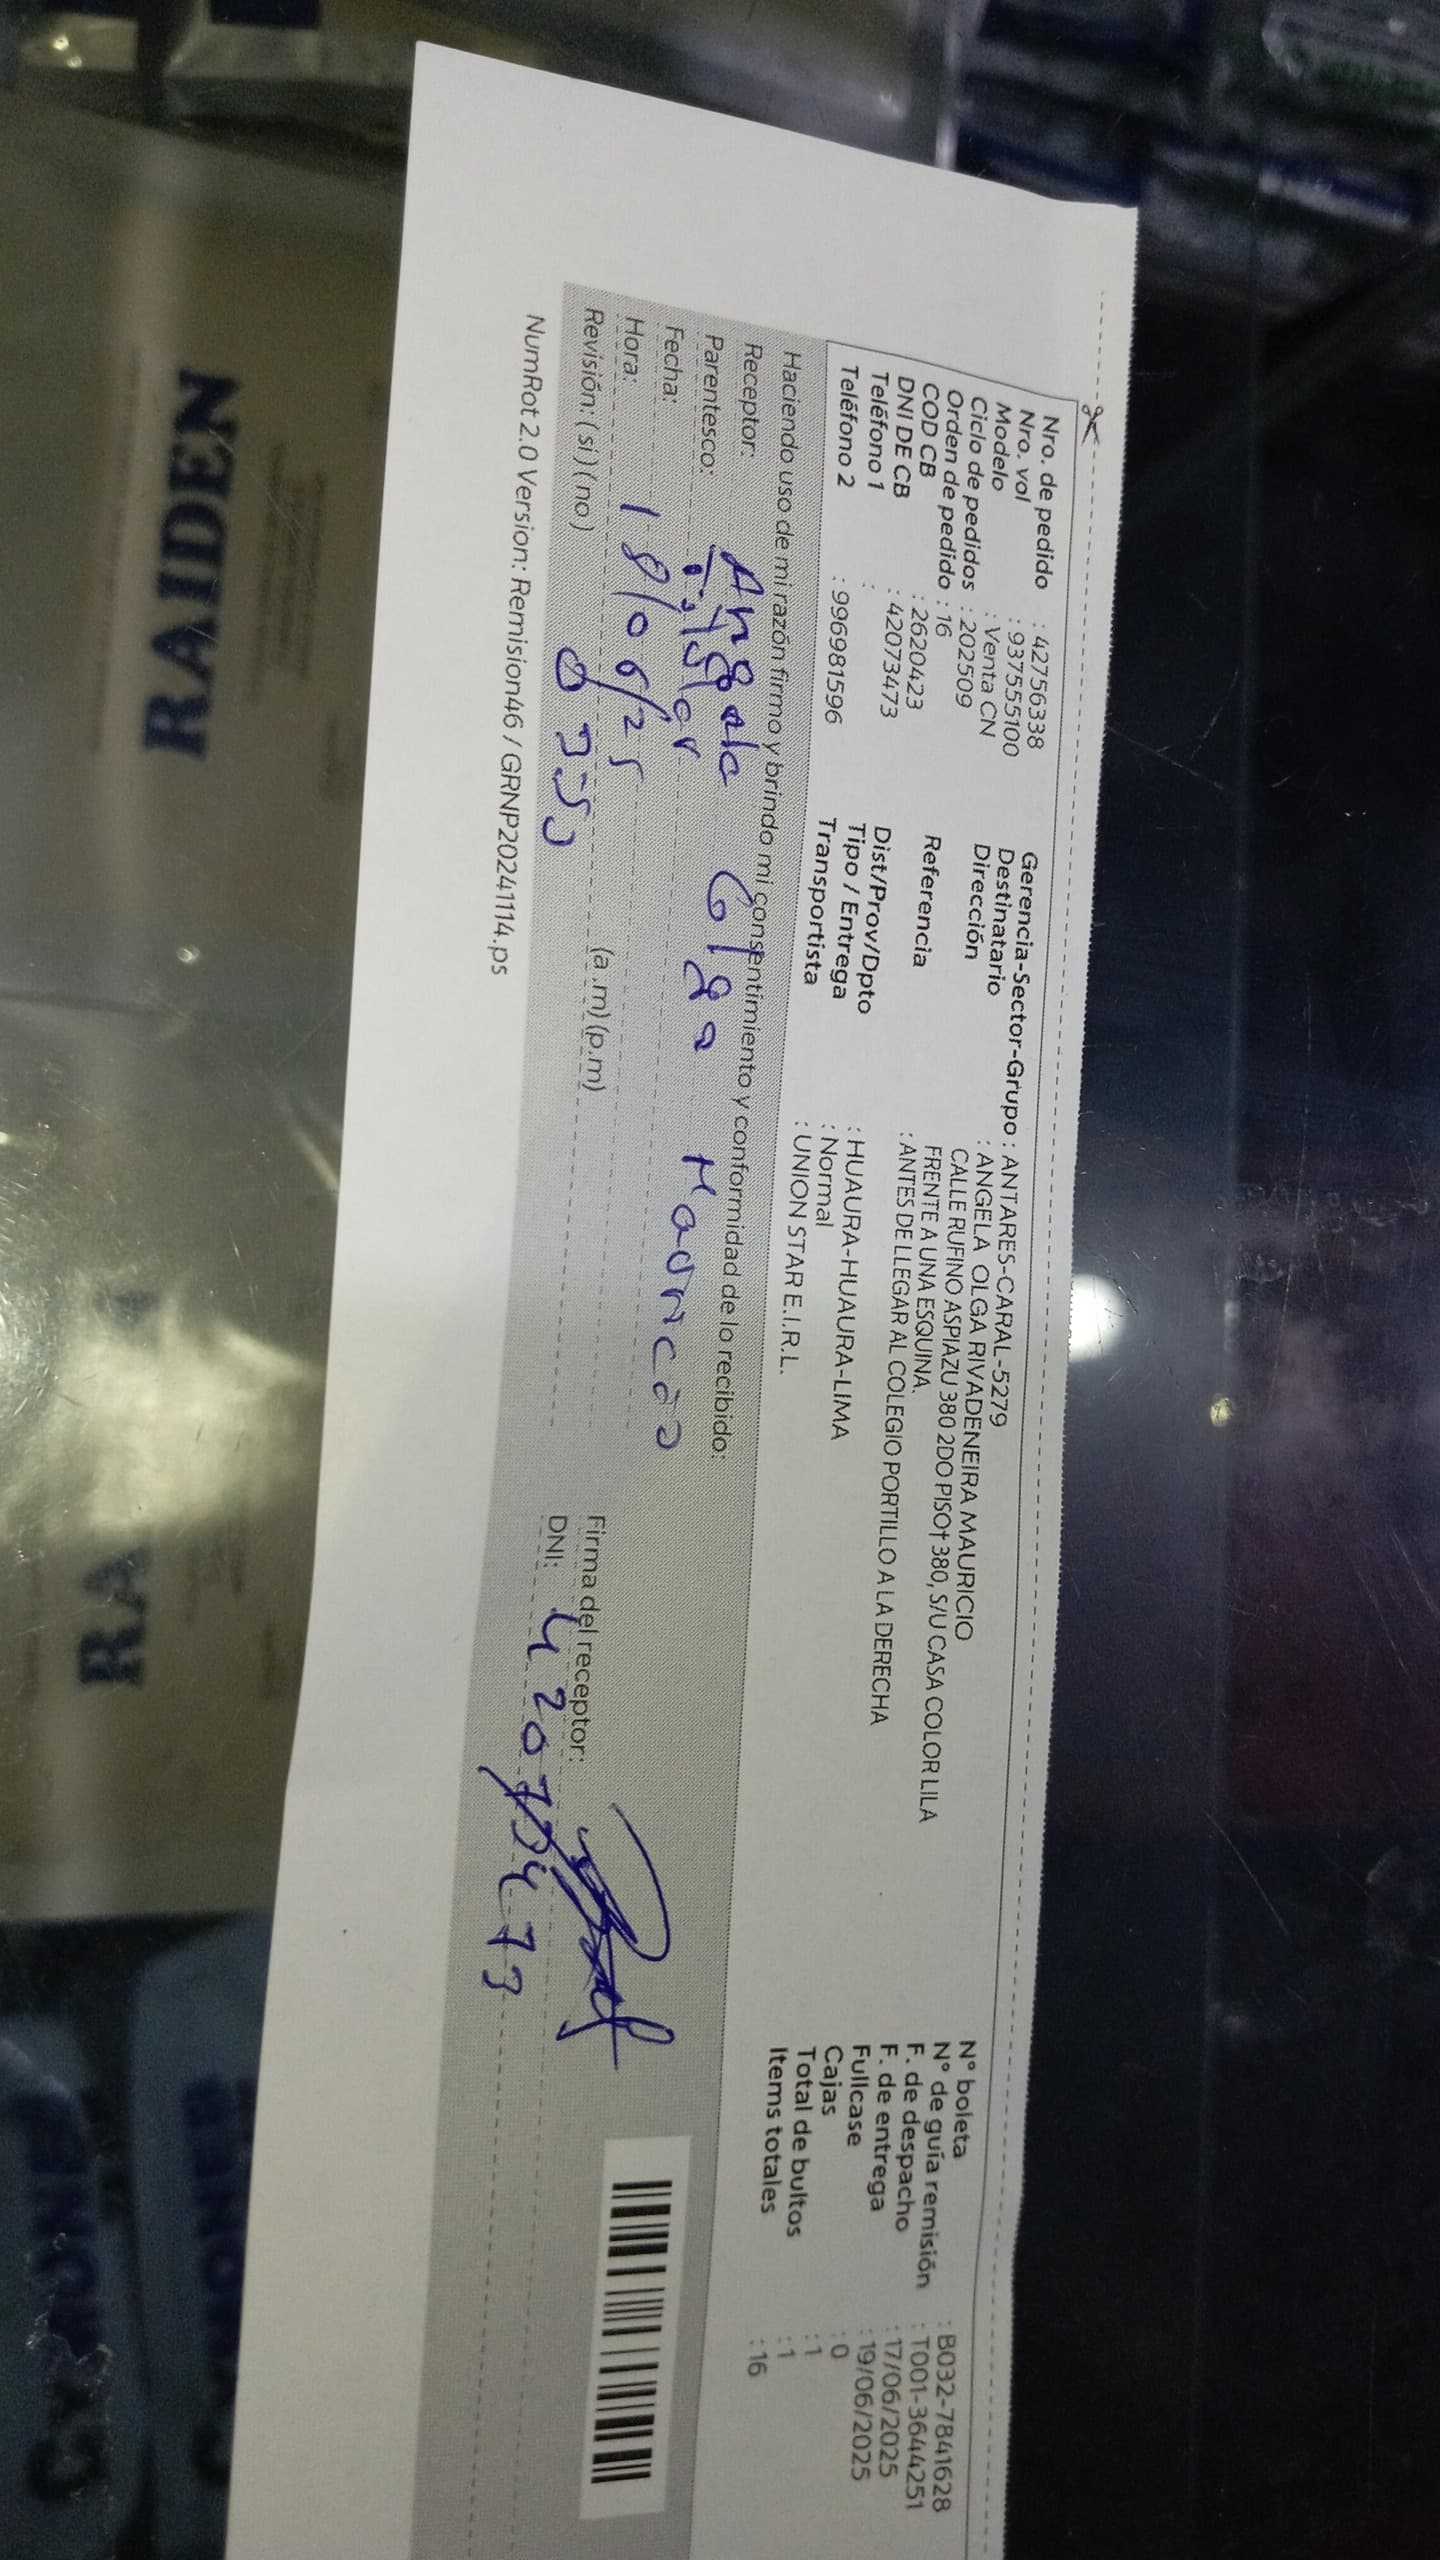 Nro. de pedido : 42756338
Nro. vol : 937555100
Modelo : Venta CN
Ciclo de pedidos : 202509
Orden de pedido : 16
COD CB : 2620423
DNI DE CB : 42073473
Teléfono 1 :
Teléfono 2 : 996981596
Gerencia-Sector-Grupo : ANTARES-CARAL-5279
Destinatario : ANGELA OLGA RIVADENEIRA MAURICIO
Dirección CALLE RUFINO ASPIAZU 380 2DO PISO† 380, S/U CASA COLOR LILA
FRENTE A UNA ESQUINA.
Referencia : ANTES DE LLEGAR AL COLEGIO PORTILLO A LA DERECHA
Dist/Prov/Dpto : HUAURA-HUAURA-LIMA
Tipo / Entrega : Normal
Transportista : UNION STAR E.I.R.L.
N° boleta : B032-7841628
N° de guía remisión : T001-3644251
F. de despacho : 17/06/2025
F. de entrega : 19/06/2025
Fullcase : 0
Cajas : 1
Total de bultos : 1
Items totales : 16
Haciendo uso de mi razón firmo y brindo mi consentimiento y conformidad de lo recibido:
Receptor: Angela Olga Mauricio
Parentesco: Titular
Fecha: 18/06/25
Hora: (a.m)(p.m)
Revisión: (si) (no)
Firma del receptor:
DNI: 42073473
NumRot 2.0 Version: Remision46 / GRNP20241114.ps
RAIDEN
RA